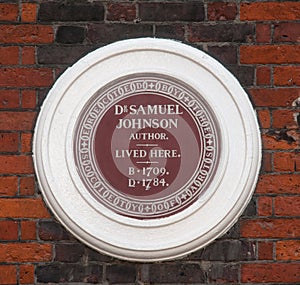 Dr SAMUEL
JOHNSON
AUTHOR.
LIVED HERE.
B·1709.
D·1784.